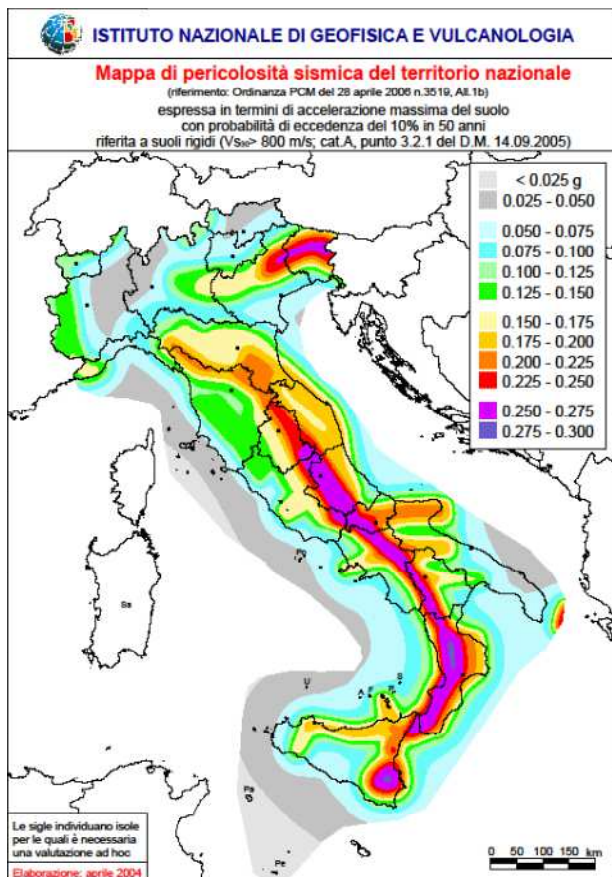 ISTITUTO NAZIONALE DI GEOFISICA E VULCANOLOGIA
Mappa di pericolosità sismica del territorio nazionale
(riferimento: Ordinanza PCM del 28 aprile 2006 n.3519, All.1b)
espressa in termini di accelerazione massima del suolo
con probabilità di eccedenza del 10% in 50 anni
riferita a suoli rigidi (Vs30> 800 m/s; cat.A, punto 3.2.1 del D.M. 14.09.2005)
< 0.025 g
0.025 - 0.050
0.050 - 0.075
0.075 - 0.100
0.100 - 0.125
0.125 - 0.150
0.150 - 0.175
0.175 - 0.200
0.200 - 0.225
0.225 - 0.250
0.250 - 0.275
0.275 - 0.300
Ss
U
A
Pe
Le sigle individuano isole
per le quali è necessaria
una valutazione ad hoc
Elaborazione: aprile 2004
0 50 100 150 km